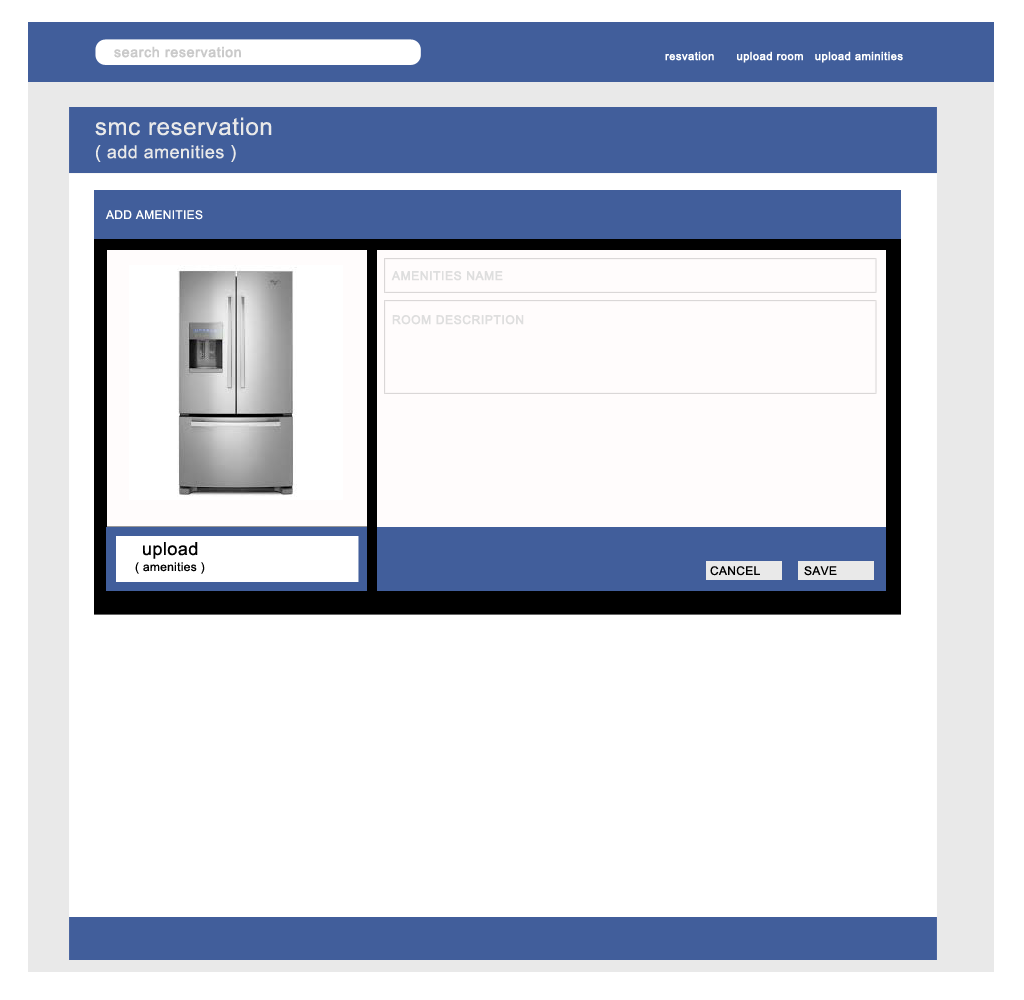 search reservation
resvation upload room upload aminities
smc reservation
( add amenities )
ADD AMENITIES
AMENITIES NAME
ROOM DESCRIPTION
upload
( amenities )
CANCEL SAVE